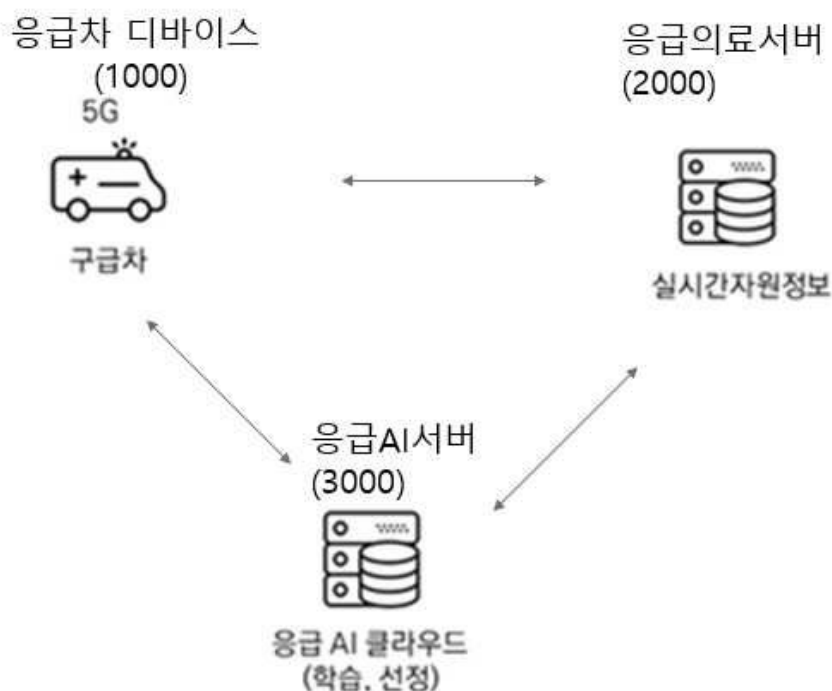 응급차 디바이스
(1000)
5G
구급차
응급의료서버
(2000)
실시간자원정보
응급AI서버
(3000)
응급 AI 클라우드
(학습, 선정)